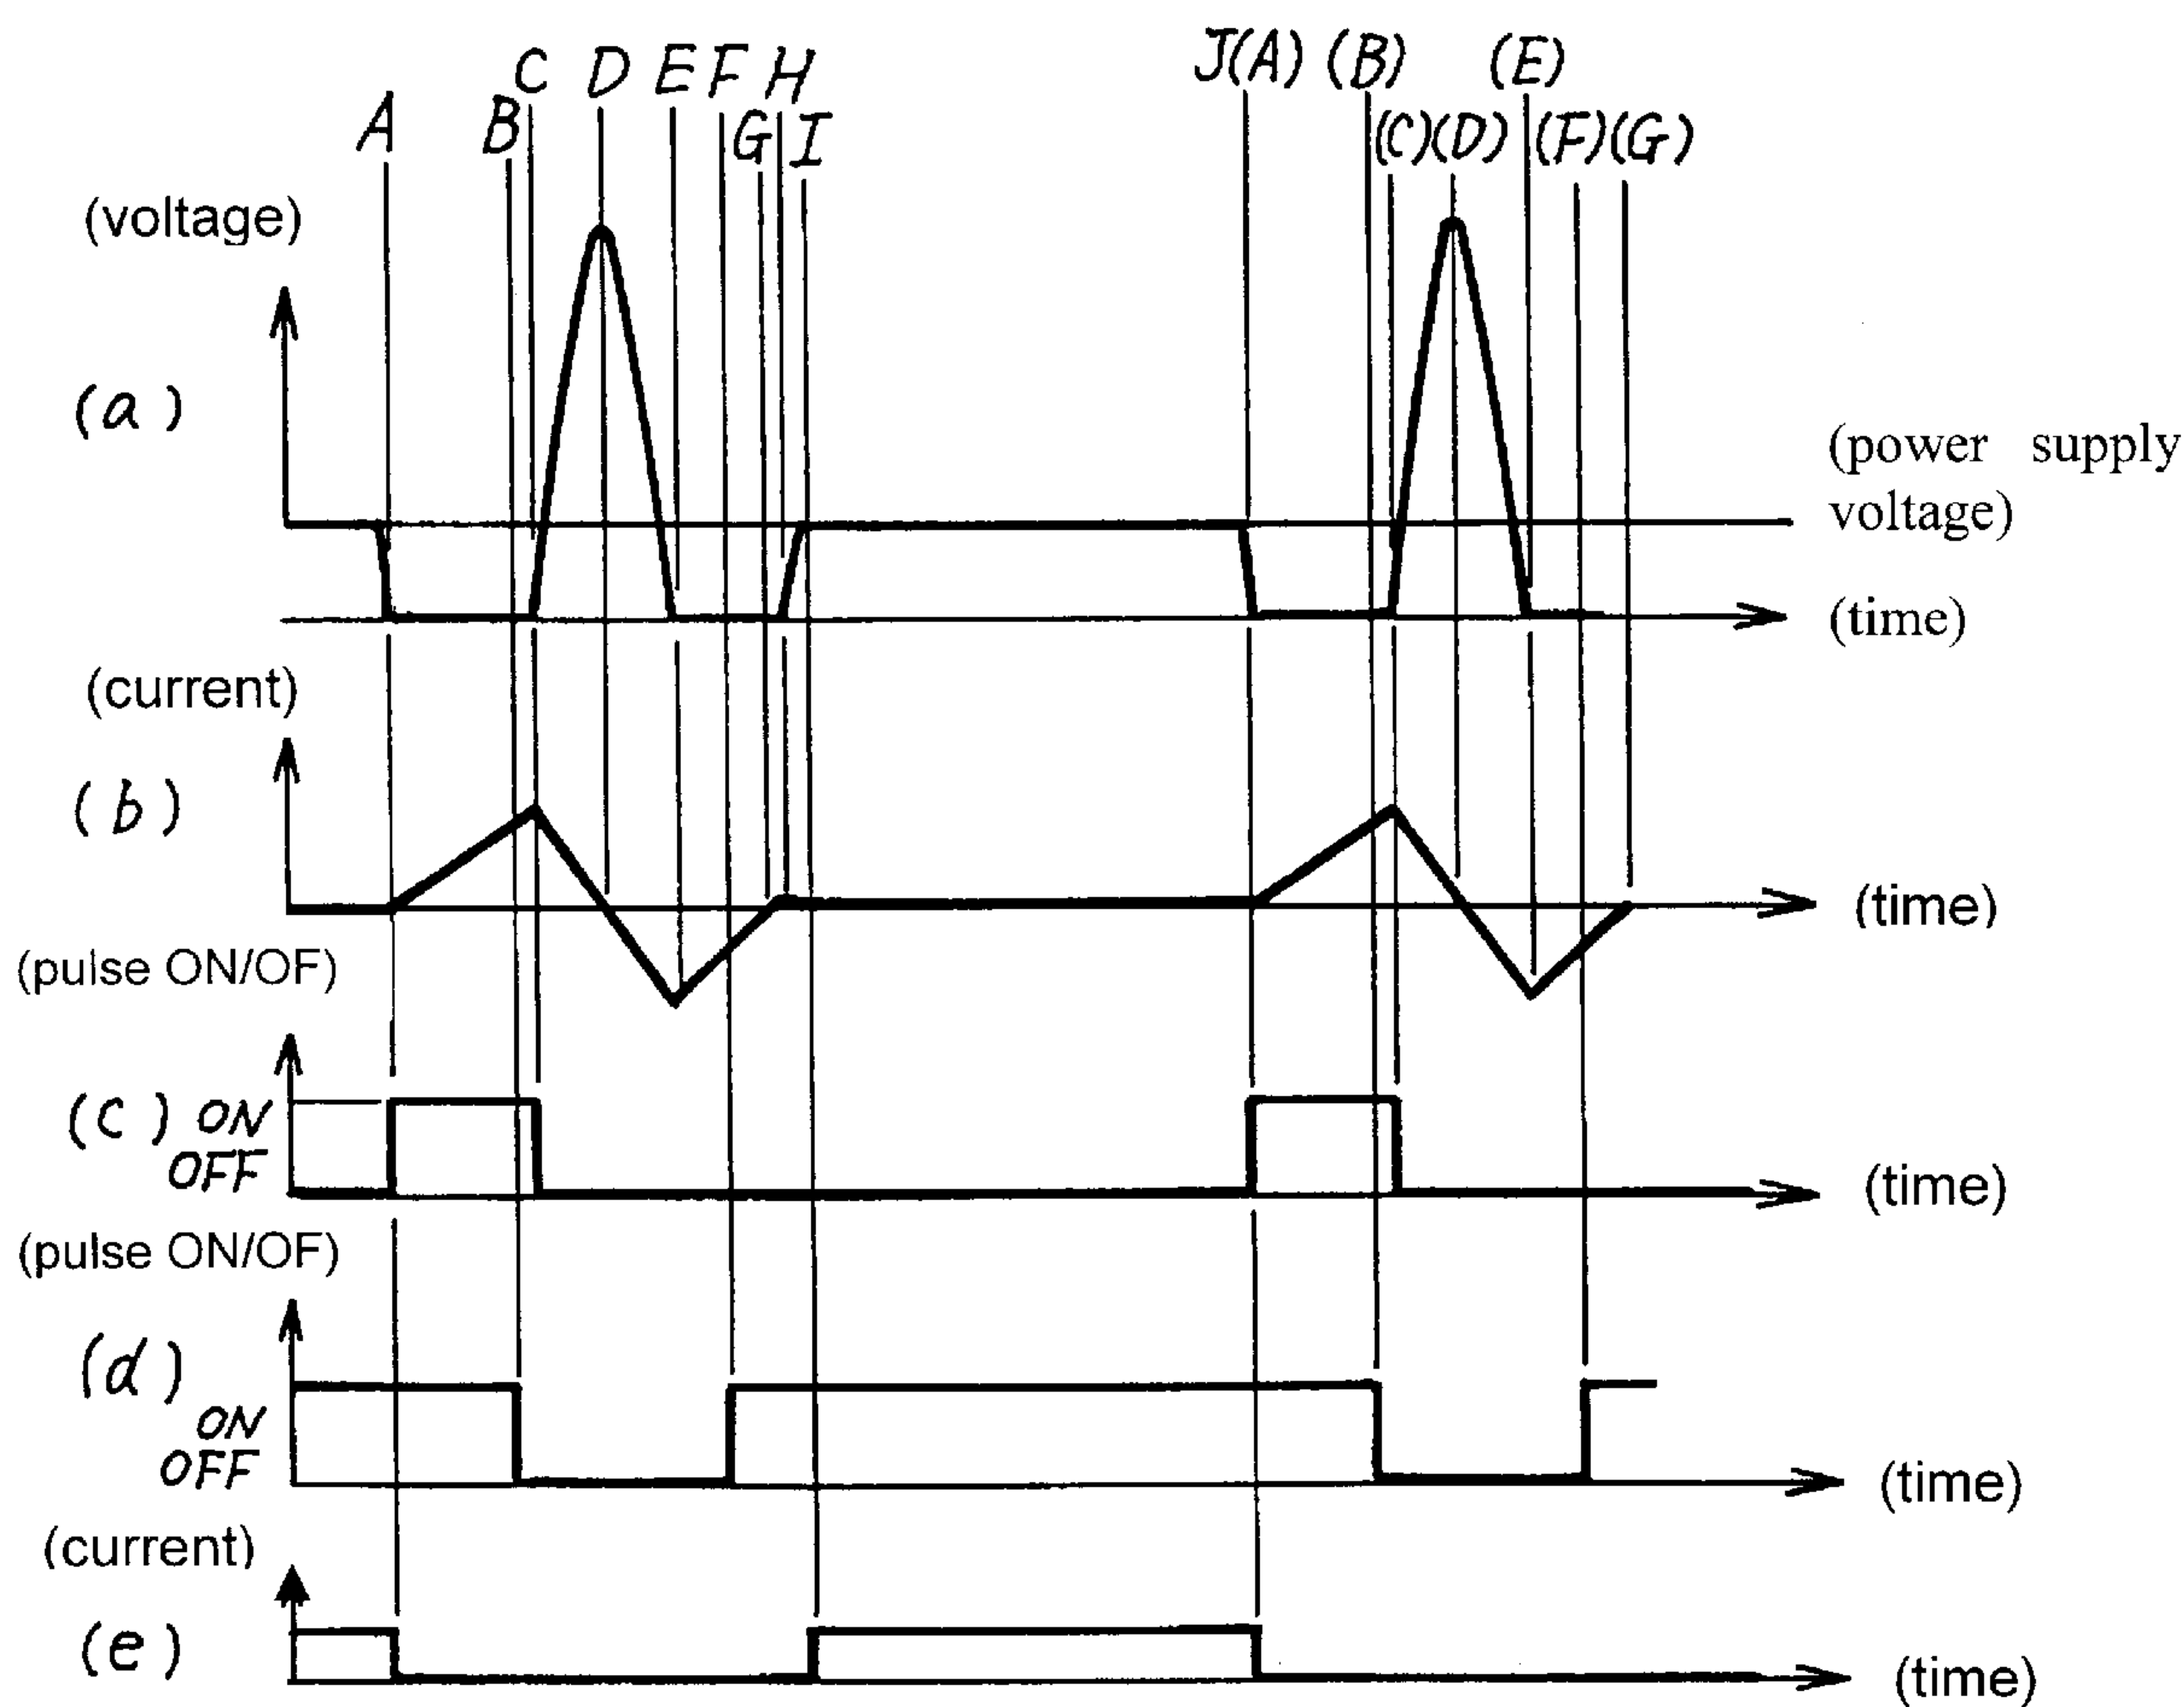 C D E F H J(A) (B) (E)
A B G I (C)(D) (F)(G)
(voltage)
(a)
(power supply
voltage)
(time)
(current)
(b)
(time)
(pulse ON/OF)
(c) ON
OFF
(time)
(pulse ON/OF)
(d)
ON
OFF
(time)
(current)
(e)
(time)